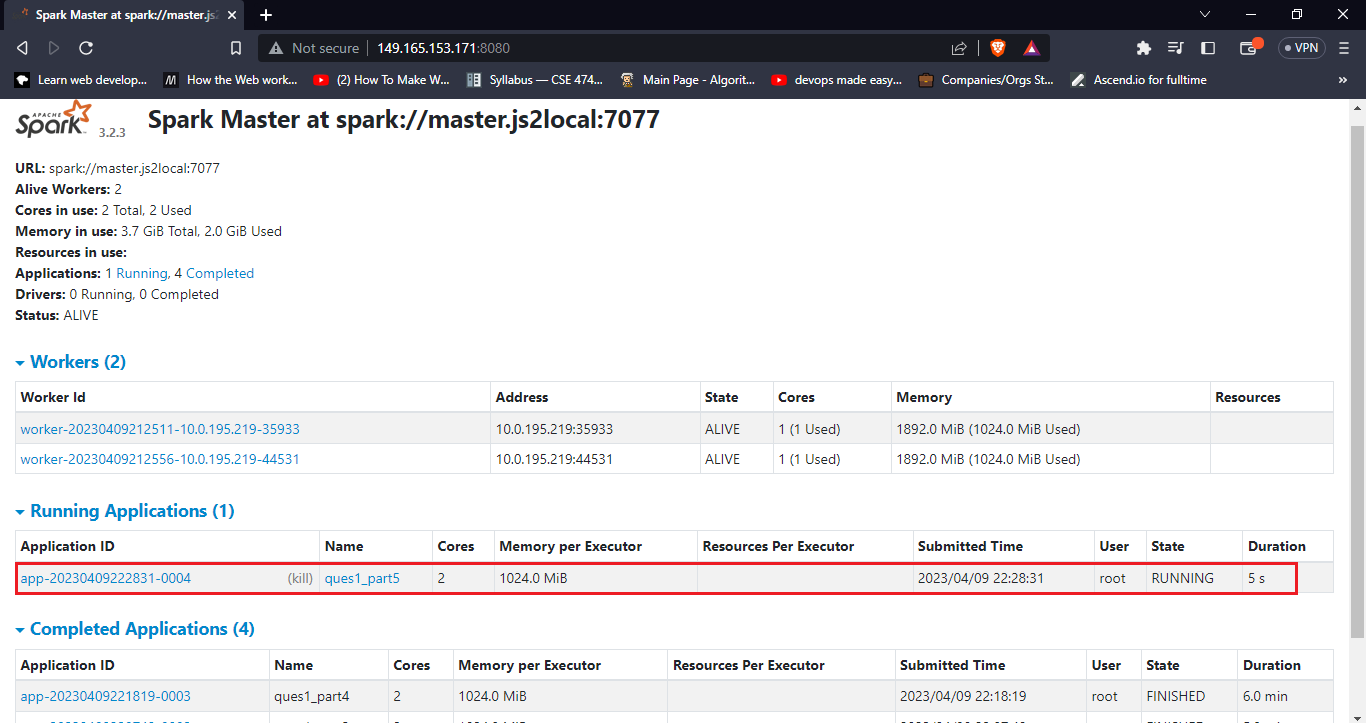 Spark Master at spark://master.js2
Not secure 149.165.153.171:8080 VPN
Learn web develop... How the Web work... (2) How To Make W... Syllabus — CSE 474... Main Page - Algorit... devops made easy... Companies/Orgs St... Ascend.io for fulltime »
APACHE Spark 3.2.3 Spark Master at spark://master.js2local:7077
URL: spark://master.js2local:7077
Alive Workers: 2
Cores in use: 2 Total, 2 Used
Memory in use: 3.7 GiB Total, 2.0 GiB Used
Resources in use:
Applications: 1 Running, 4 Completed
Drivers: 0 Running, 0 Completed
Status: ALIVE
Workers (2)
Worker Id Address State Cores Memory Resources
worker-20230409212511-10.0.195.219-35933 10.0.195.219:35933 ALIVE 1 (1 Used) 1892.0 MiB (1024.0 MiB Used)
worker-20230409212556-10.0.195.219-44531 10.0.195.219:44531 ALIVE 1 (1 Used) 1892.0 MiB (1024.0 MiB Used)
Running Applications (1)
Application ID Name Cores Memory per Executor Resources Per Executor Submitted Time User State Duration
app-20230409222831-0004 (kill) ques1_part5 2 1024.0 MiB 2023/04/09 22:28:31 root RUNNING 5 s
Completed Applications (4)
Application ID Name Cores Memory per Executor Resources Per Executor Submitted Time User State Duration
app-20230409221819-0003 ques1_part4 2 1024.0 MiB 2023/04/09 22:18:19 root FINISHED 6.0 min